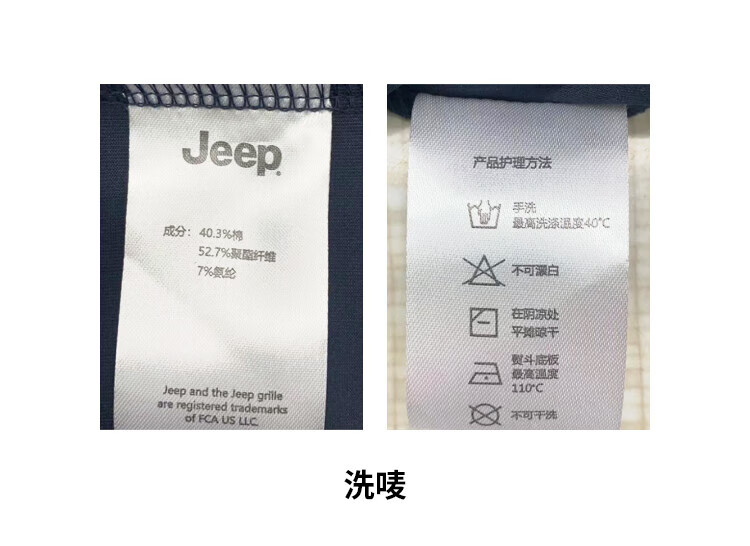 Jeep®
成分：40.3%棉
52.7%聚酯纤维
7%氨纶
Jeep and the Jeep grille
are registered trademarks
of FCA US LLC.
产品护理方法
手洗
最高洗涤温度40℃
不可漂白
在阴凉处
平摊晾干
熨斗底板
最高温度
110℃
不可干洗
洗唛